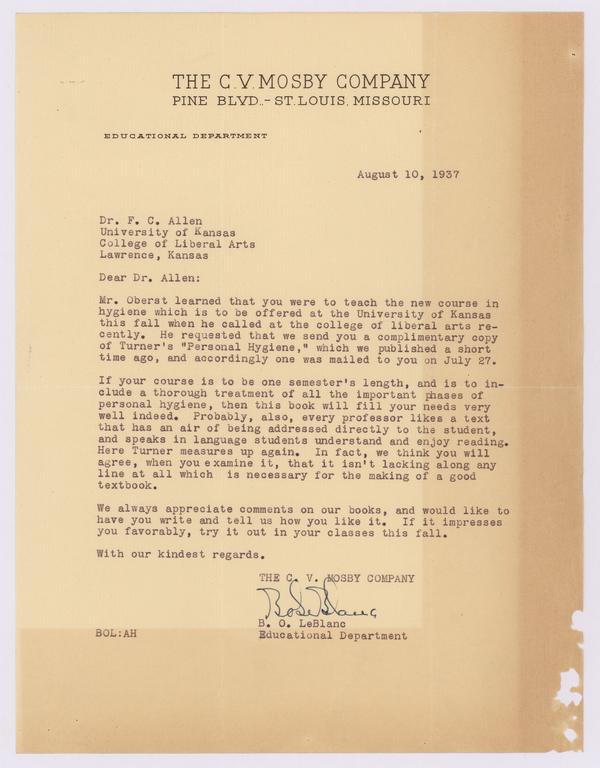 THE C.V. MOSBY COMPANY
PINE BLVD. - ST. LOUIS, MISSOURI
EDUCATIONAL DEPARTMENT
August 10, 1937
Dr. F. C. Allen
University of Kansas
College of Liberal Arts
Lawrence, Kansas
Dear Dr. Allen:
Mr. Oberst learned that you were to teach the new course in
hygiene which is to be offered at the University of Kansas
this fall when he called at the college of liberal arts re-
cently.  He requested that we send you a complimentary copy
of Turner's "Personal Hygiene," which we published a short
time ago, and accordingly one was mailed to you on July 27.
If your course is to be one semester's length, and is to in-
clude a thorough treatment of all the important phases of
personal hygiene, then this book will fill your needs very
well indeed.  Probably, also, every professor likes a text
that has an air of being addressed directly to the student,
and speaks in language students understand and enjoy reading.
Here Turner measures up again.  In fact, we think you will
agree, when you examine it, that it isn't lacking along any
line at all which is necessary for the making of a good
textbook.
We always appreciate comments on our books, and would like to
have you write and tell us how you like it.  If it impresses
you favorably, try it out in your classes this fall.
With our kindest regards.
THE C. V. MOSBY COMPANY
B O LeBlanc
B. O. LeBlanc
BOL:AH Educational Department